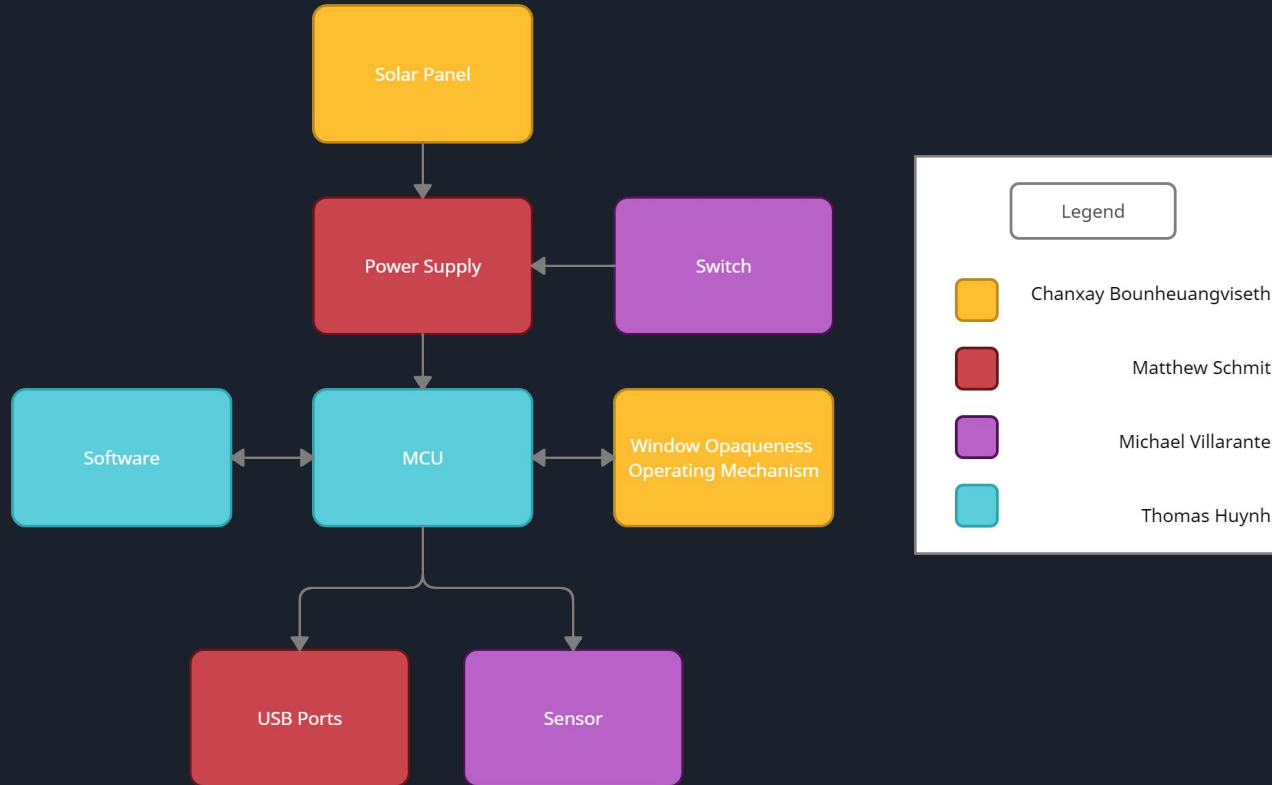 Solar Panel
Power Supply
Switch
Software
MCU
Window Opaqueness
Operating Mechanism
USB Ports
Sensor
Legend
Chanxay Bounheuangviseth
Matthew Schmit
Michael Villarante
Thomas Huynh